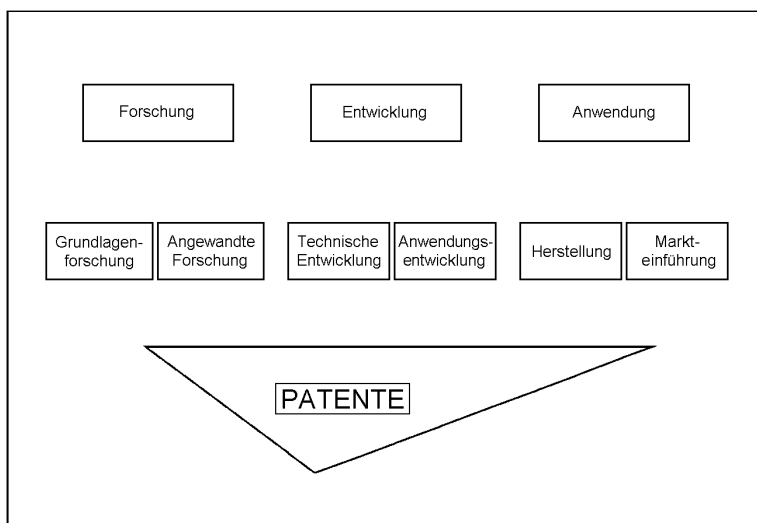 Forschung
Entwicklung
Anwendung
Grundlagen-
forschung
Angewandte
Forschung
Technische
Entwicklung
Anwendungs-
entwicklung
Herstellung
Markt-
einführung
PATENTE